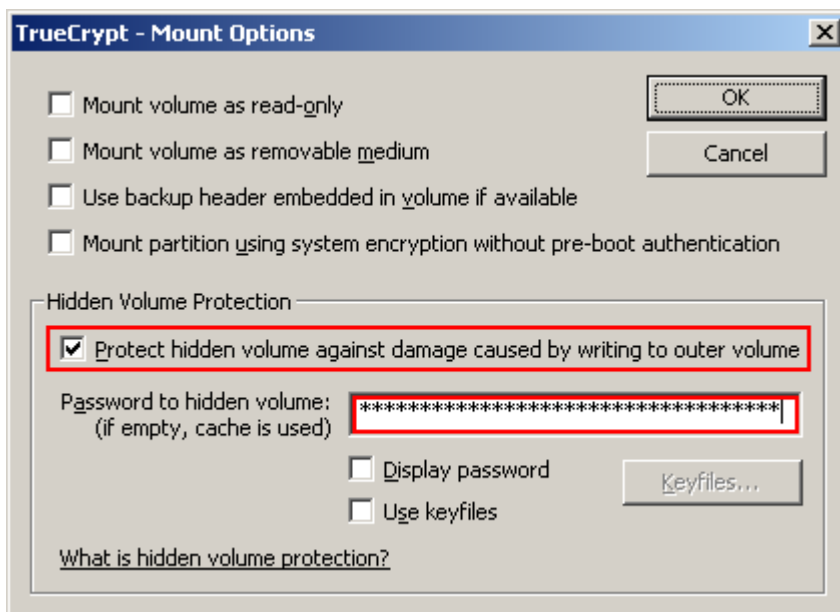 TrueCrypt - Mount Options
Mount volume as read-only
OK
Mount volume as removable medium
Cancel
Use backup header embedded in volume if available
Mount partition using system encryption without pre-boot authentication
Hidden Volume Protection
Protect hidden volume against damage caused by writing to outer volume
Password to hidden volume: ***********************************
(if empty, cache is used)
Display password
Keyfiles...
Use keyfiles
What is hidden volume protection?